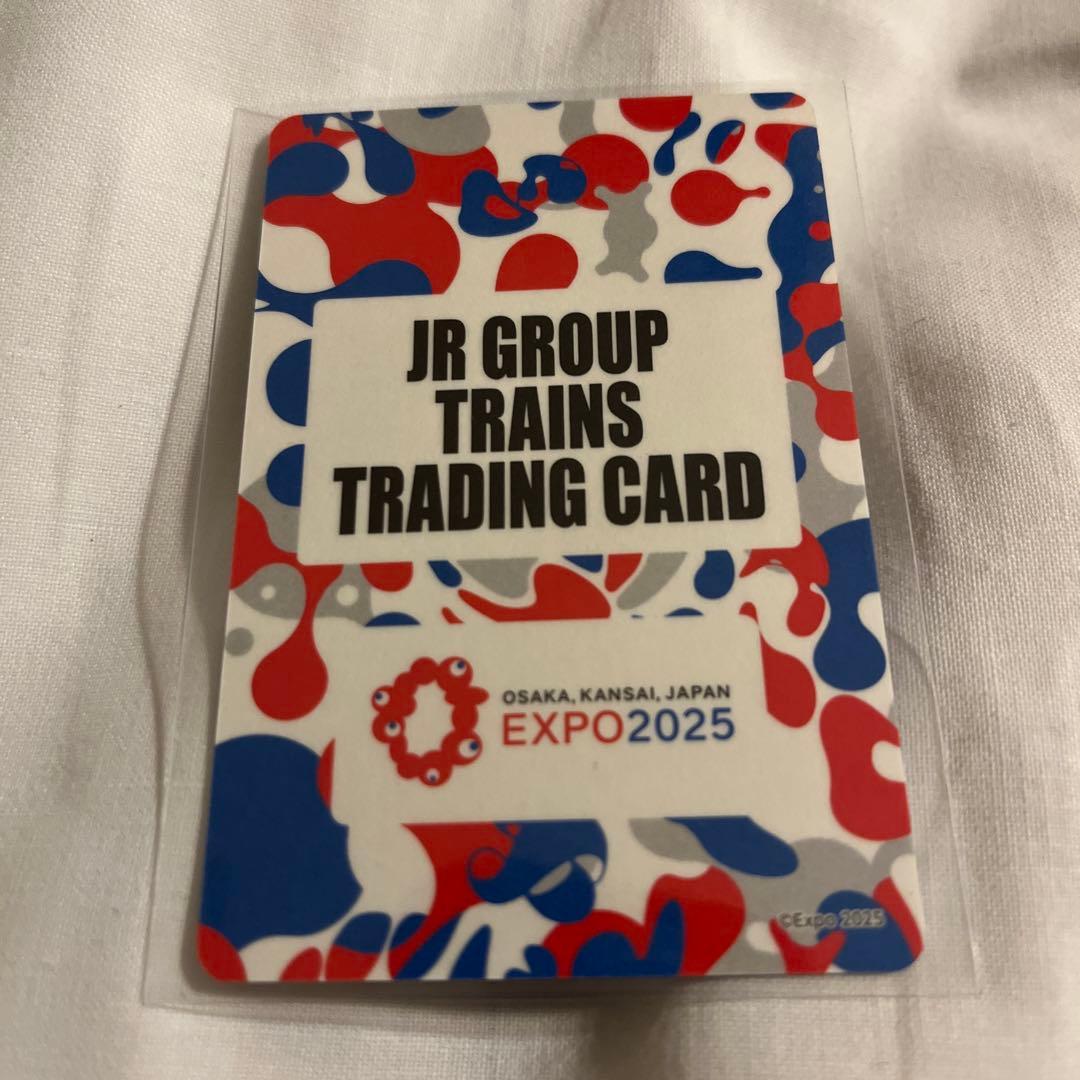 JR GROUP
TRAINS
TRADING CARD
OSAKA, KANSAI, JAPAN
EXPO2025
©Expo 2025